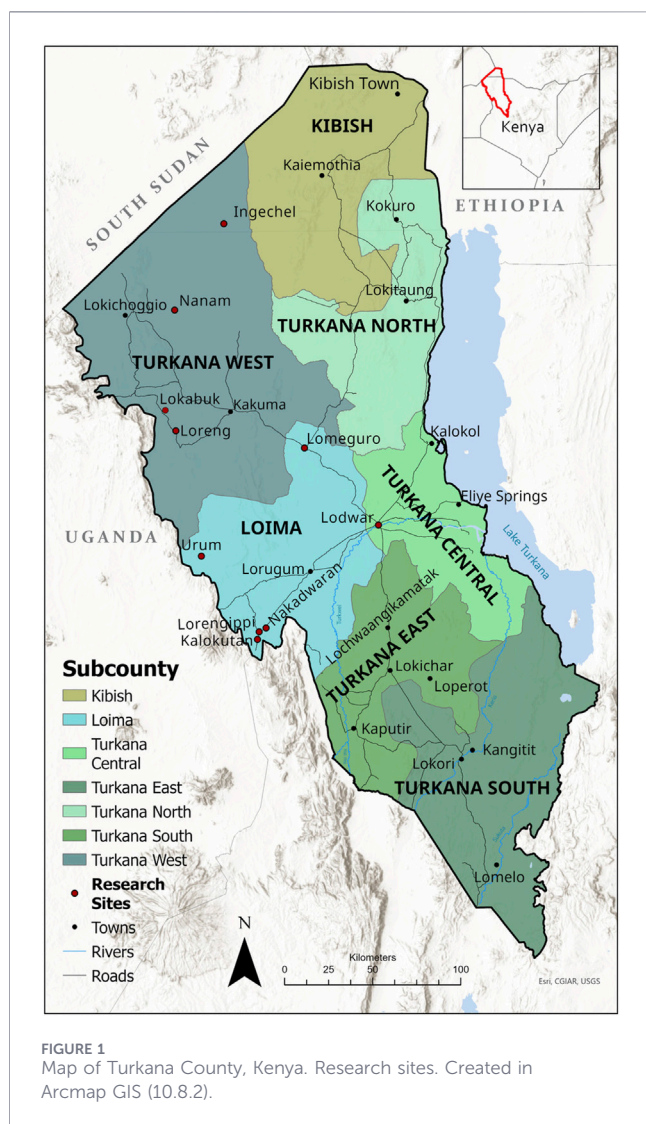 Kibish Town
KIBISH
Kenya
SOUTH SUDAN
Kaiemothia
Kokuro
ETHIOPIA
Ingechel
Lokitaung
Lokichoggio
Nanam
TURKANA NORTH
TURKANA WEST
Lokabuk
Kakuma
Loreng
Lomeguro
Kalokol
TURKANA CENTRAL
Eliye Springs
LOIMA
Lodwar
UGANDA
Lake Turkana
Urum
Lorugum
Nakadwaran
Lorengippi
Kalokutan
Turkwel
Lochwaangikamatak
TURKANA EAST
Lokichar
Loperot
Kaputir
Kangitit
Lokori
TURKANA SOUTH
Lomelo
Subcounty
Kibish
Loima
Turkana
Central
Turkana East
Turkana North
Turkana South
Turkana West
Research
Sites
Towns
Rivers
Roads
N
Kilometers
0 25 50 100
Esri, CGIAR, USGS
FIGURE 1
Map of Turkana County, Kenya. Research sites. Created in
Arcmap GIS (10.8.2).